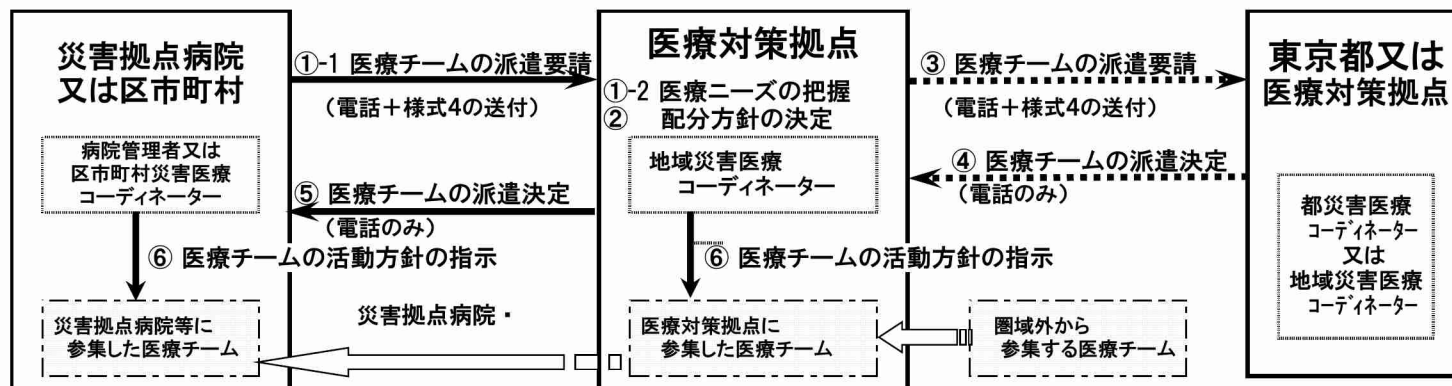 災害拠点病院
又は区市町村
病院管理者又は
区市町村災害医療
コーディネーター
災害拠点病院等に
参集した医療チーム
①-1 医療チームの派遣要請
（電話＋様式4の送付）
⑤ 医療チームの派遣決定
（電話のみ）
⑥ 医療チームの活動方針の指示
災害拠点病院・
医療対策拠点
①-2 医療ニーズの把握
② 配分方針の決定
地域災害医療
コーディネーター
⑥ 医療チームの活動方針の指示
医療対策拠点に
参集した医療チーム
③ 医療チームの派遣要請
（電話＋様式4の送付）
④ 医療チームの派遣決定
（電話のみ）
圏域外から
参集する医療チーム
東京都又は
医療対策拠点
都災害医療
コーディネーター
又は
地域災害医療
コーディネーター